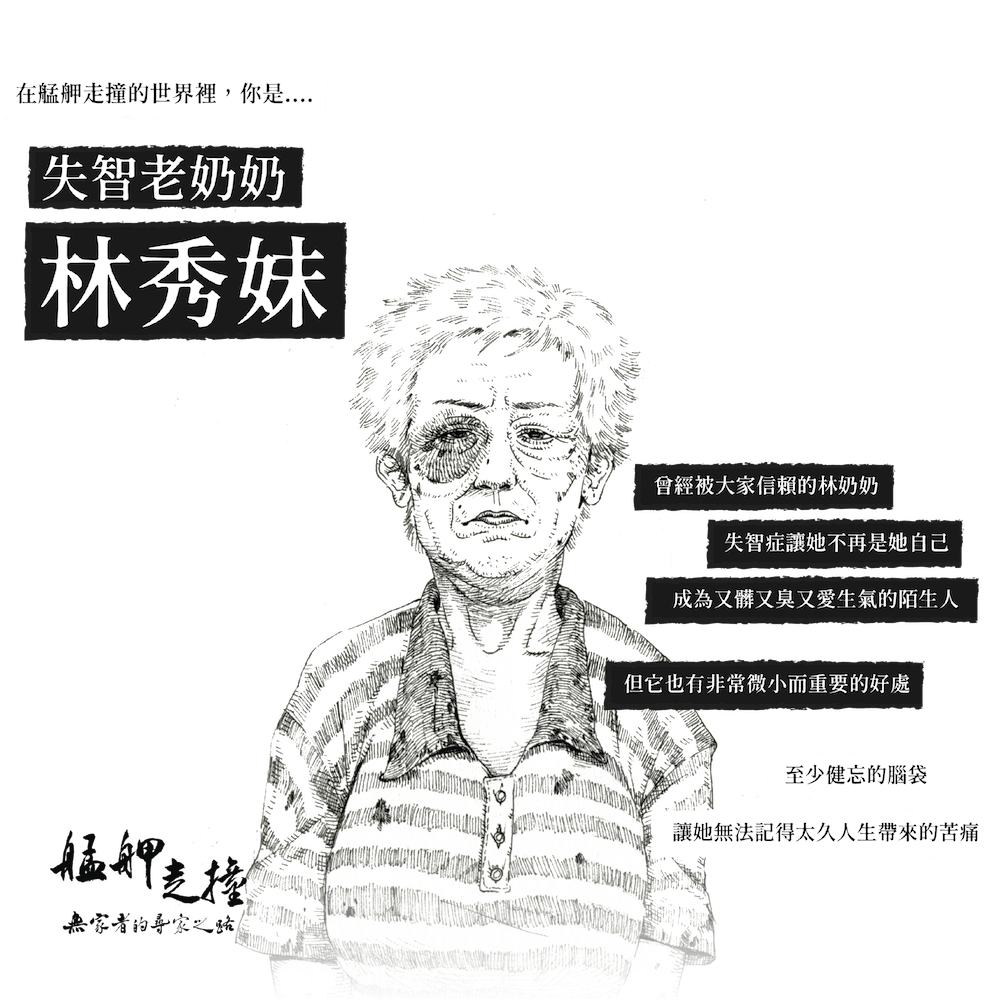 在艋舺走撞的世界裡，你是....
失智老奶奶
林秀妹
曾經被大家信賴的林奶奶
失智症讓她不再是她自己
成為又髒又臭又愛生氣的陌生人
但它也有非常微小而重要的好處
至少健忘的腦袋
讓她無法記得太久人生帶來的苦痛
艋舺走撞
無家者的尋家之路